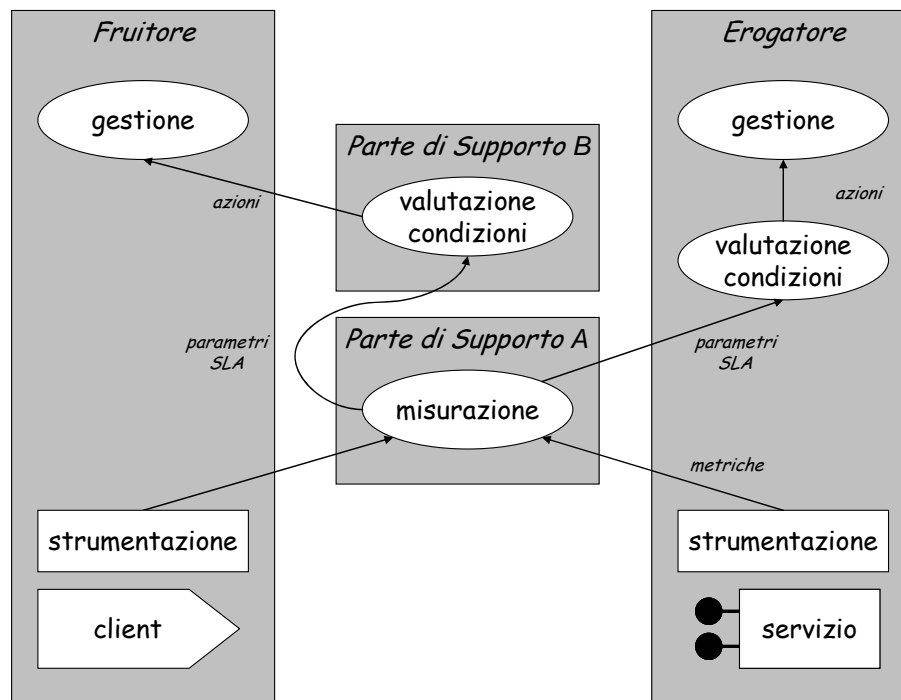 Fruitore
gestione
azioni
parametri
SLA
strumentazione
client
Parte di Supporto B
valutazione
condizioni
Parte di Supporto A
misurazione
Erogatore
gestione
azioni
valutazione
condizioni
parametri
SLA
metriche
strumentazione
servizio